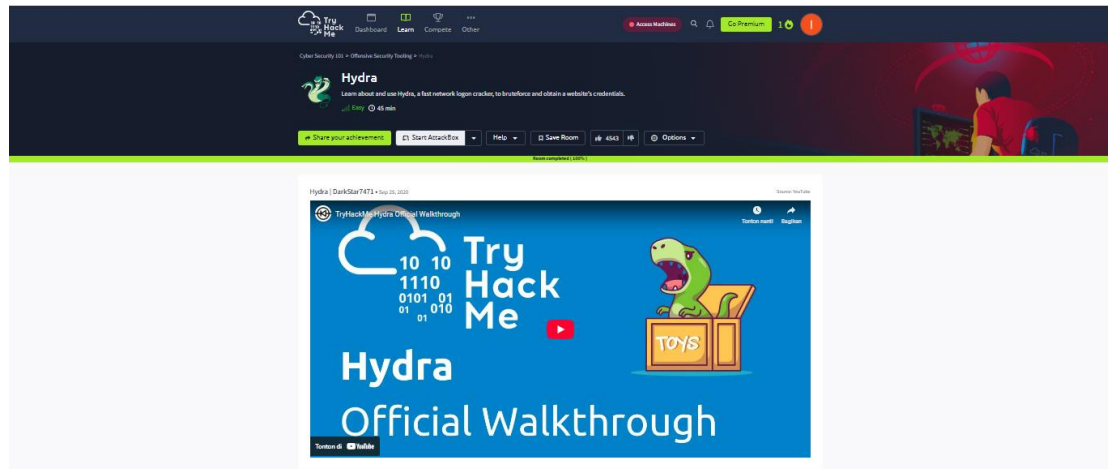 Try
Hack
Me
Dashboard Learn Compete Other
Access Machines Go Premium 1
Cyber Security 101 > Offensive Security Tooling > Hydra
Hydra
Learn about and use Hydra, a fast network logon cracker, to bruteforce and obtain a website's credentials.
Easy 45 min
Share your achievement Start AttackBox Help Save Room 4543 Options
Room completed ( 100% )
Hydra | DarkStar7471 • Sep 25, 2020 Source: YouTube
TryHackMe Hydra Official Walkthrough
Tonton nanti Bagikan
10 10
1110
0101 01
01 010
01
Try
Hack
Me
TOYS
Hydra
Official Walkthrough
Tonton di YouTube